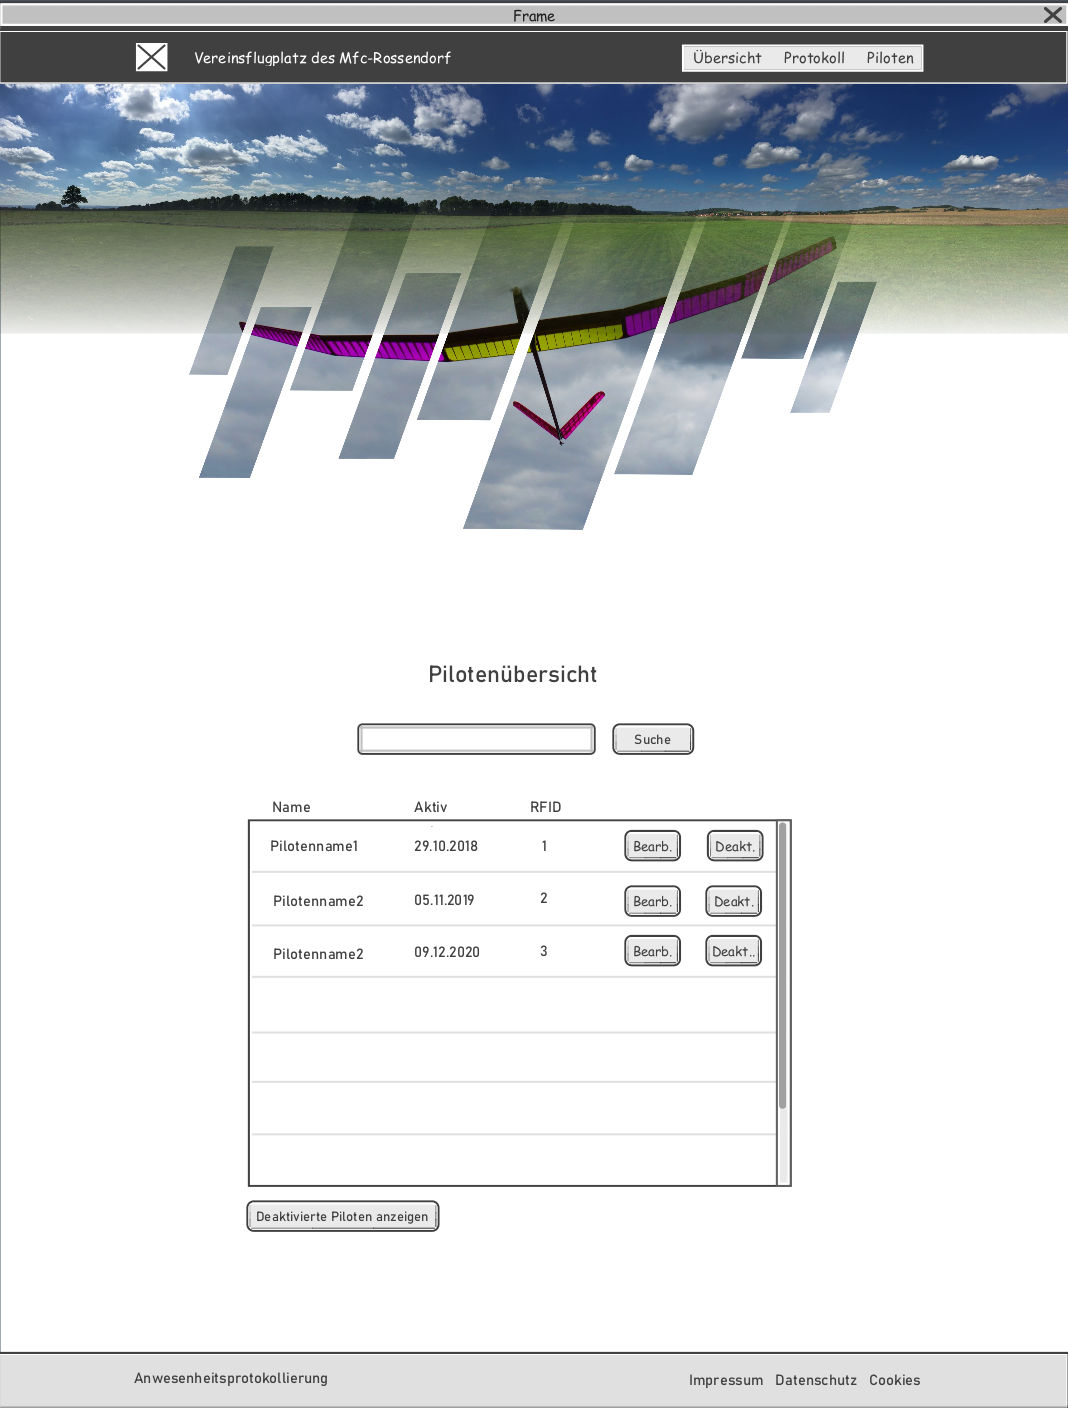 Frame
Vereinsflugplatz des Mfc-Rossendorf
Übersicht Protokoll Piloten
Pilotenübersicht
Suche
Name Aktiv RFID
Pilotenname1 29.10.2018 1 Bearb. Deakt.
Pilotenname2 05.11.2019 2 Bearb. Deakt.
Pilotenname2 09.12.2020 3 Bearb. Deakt..
Deaktivierte Piloten anzeigen
Anwesenheitsprotokollierung
Impressum Datenschutz Cookies